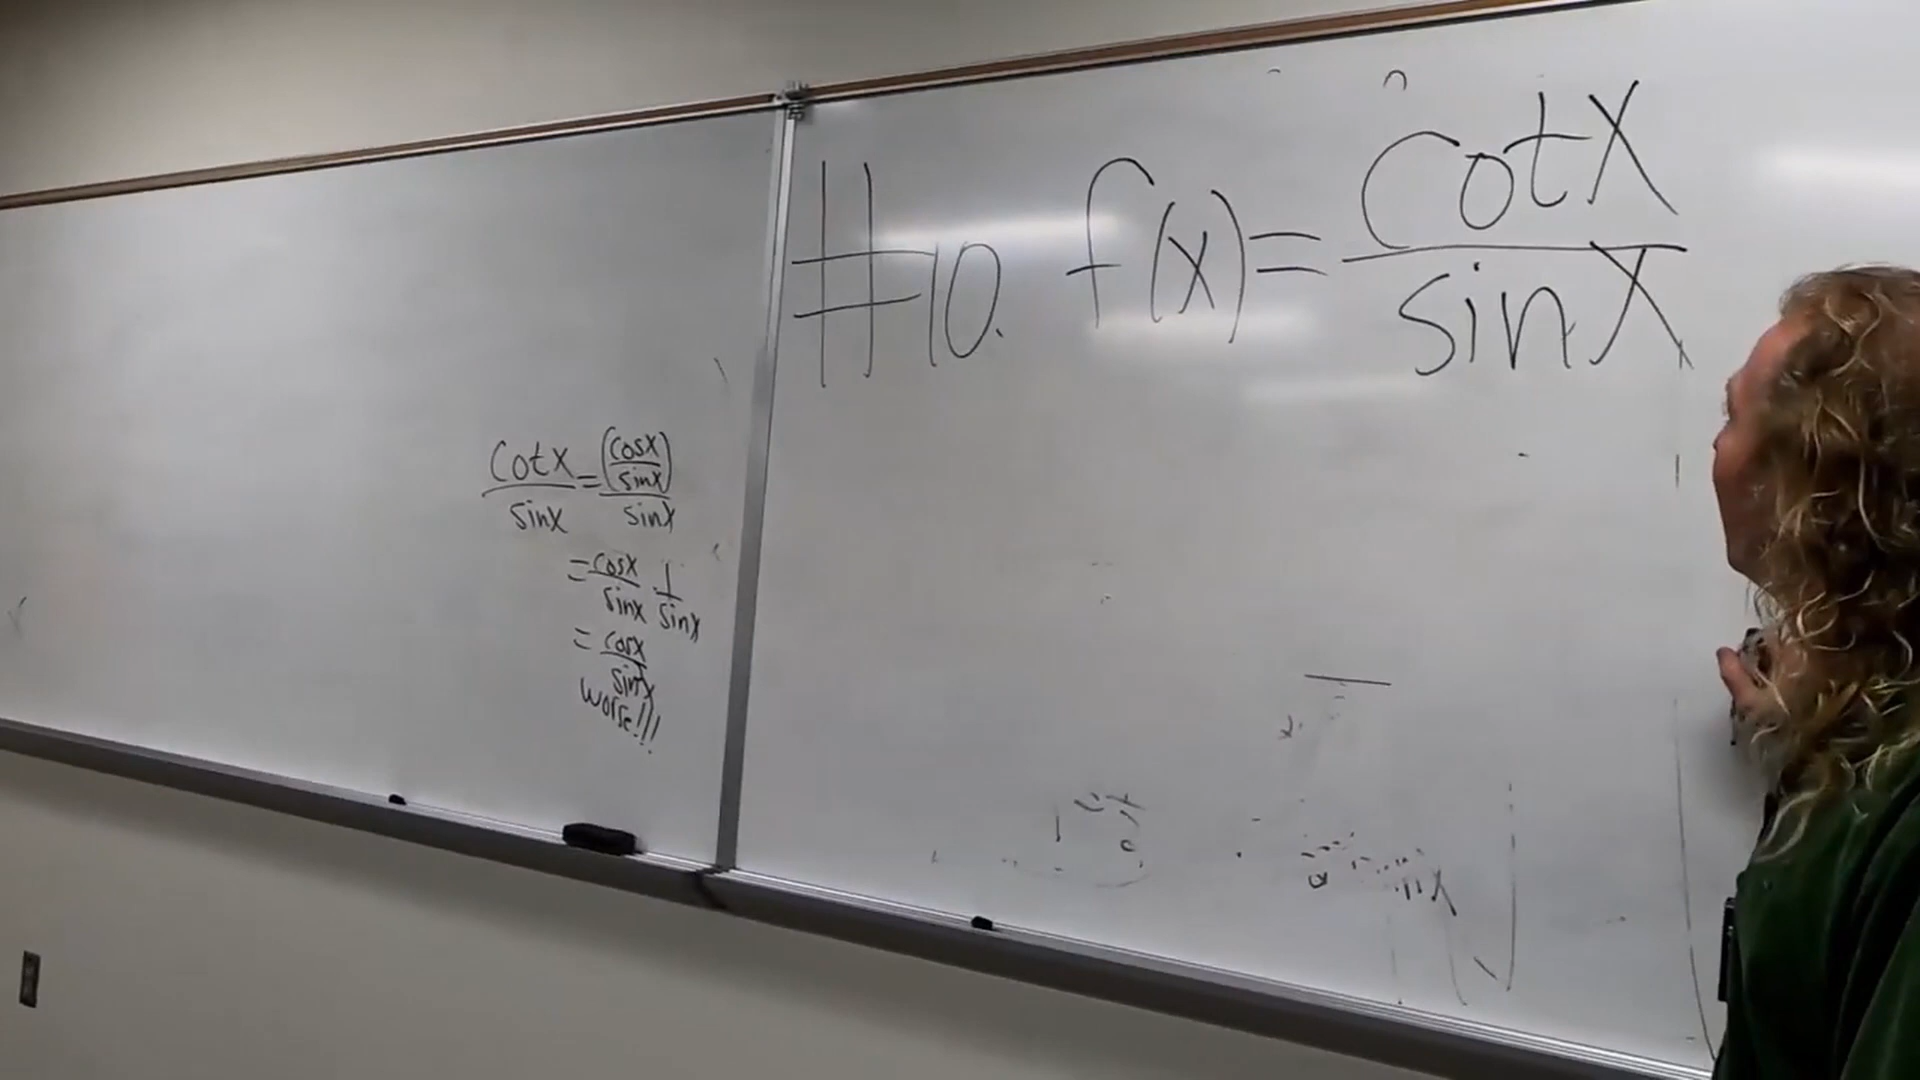 #10. f(x) = cotx / sinx
cotx / sinx = (cosx / sinx) / sinx
= cosx / sinx · 1 / sinx
= cosx / sin²x
worse!!!